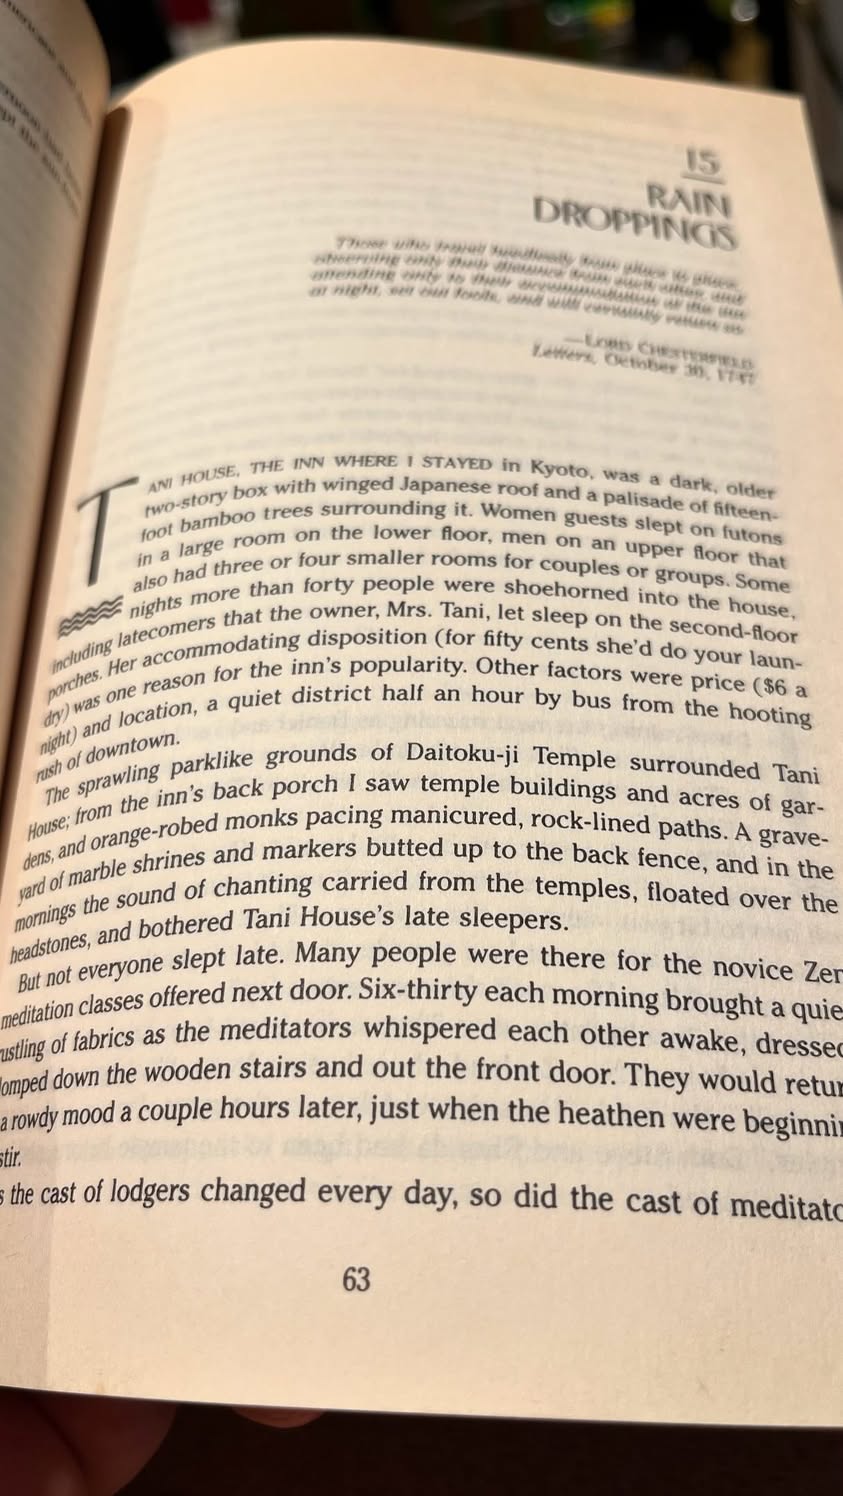 15
RAIN
DROPPINGS
Those who travel heedlessly from place to place,
observing only their distance from each other, and
attending only to their accommodation at the inn
at night, set out fools, and will certainly return so.
—LORD CHESTERFIELD
Letters, October 30, 1747
TANI HOUSE, THE INN WHERE I STAYED in Kyoto, was a dark, older
two-story box with winged Japanese roof and a palisade of fifteen-
foot bamboo trees surrounding it. Women guests slept on futons
in a large room on the lower floor, men on an upper floor that
also had three or four smaller rooms for couples or groups. Some
nights more than forty people were shoehorned into the house,
including latecomers that the owner, Mrs. Tani, let sleep on the second-floor
porches. Her accommodating disposition (for fifty cents she'd do your laun-
dry) was one reason for the inn's popularity. Other factors were price ($6 a
night) and location, a quiet district half an hour by bus from the hooting
rush of downtown.
The sprawling parklike grounds of Daitoku-ji Temple surrounded Tani
House; from the inn's back porch I saw temple buildings and acres of gar-
dens, and orange-robed monks pacing manicured, rock-lined paths. A grave-
yard of marble shrines and markers butted up to the back fence, and in the
mornings the sound of chanting carried from the temples, floated over the
headstones, and bothered Tani House's late sleepers.
But not everyone slept late. Many people were there for the novice Zen
meditation classes offered next door. Six-thirty each morning brought a quie
ustling of fabrics as the meditators whispered each other awake, dressed
lomped down the wooden stairs and out the front door. They would retur
a rowdy mood a couple hours later, just when the heathen were beginnin
stir.
s the cast of lodgers changed every day, so did the cast of meditato
63